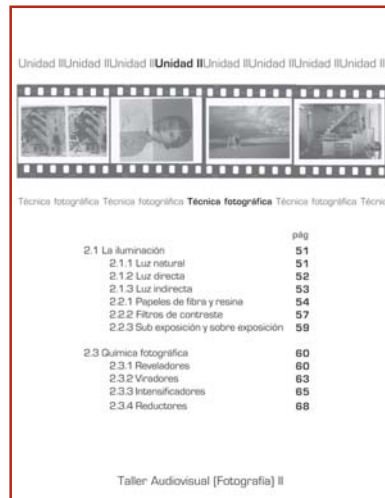 Unidad IIUnidad IIUnidad IIUnidad IIUnidad IIUnidad IIUnidad IIUnidad II
Técnica fotográfica Técnica fotográfica Técnica fotográfica Técnica fotográfica Técnic
pág
2.1 La iluminación 51
2.1.1 Luz natural 51
2.1.2 Luz directa 52
2.1.3 Luz indirecta 53
2.2.1 Papeles de fibra y resina 54
2.2.2 Filtros de contraste 57
2.2.3 Sub exposición y sobre exposición 59
2.3 Química fotográfica 60
2.3.1 Reveladores 60
2.3.2 Viradores 63
2.3.3 Intensificadores 65
2.3.4 Reductores 68
Taller Audiovisual (Fotografía) II